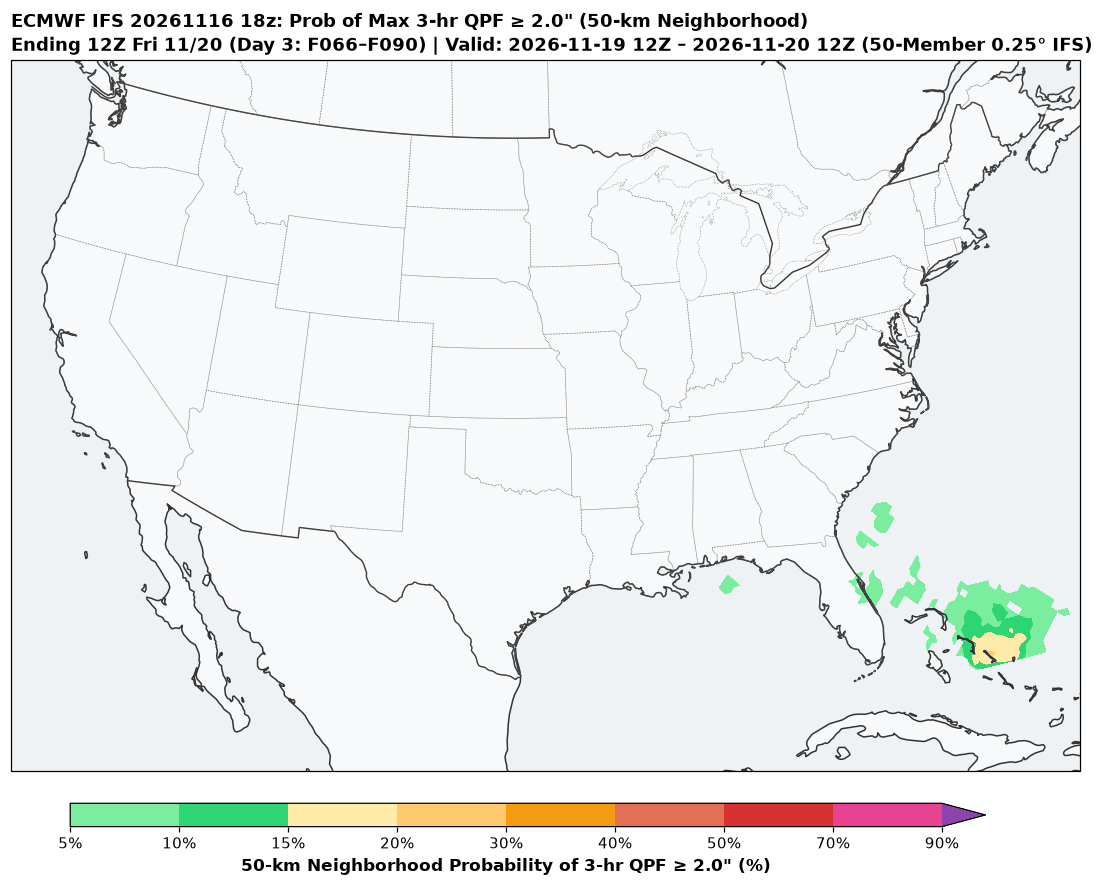 ECMWF IFS 20261116 18z: Prob of Max 3-hr QPF ≥ 2.0" (50-km Neighborhood)
Ending 12Z Fri 11/20 (Day 3: F066–F090) | Valid: 2026-11-19 12Z – 2026-11-20 12Z (50-Member 0.25° IFS)
5% 10% 15% 20% 30% 40% 50% 70% 90%
50-km Neighborhood Probability of 3-hr QPF ≥ 2.0" (%)